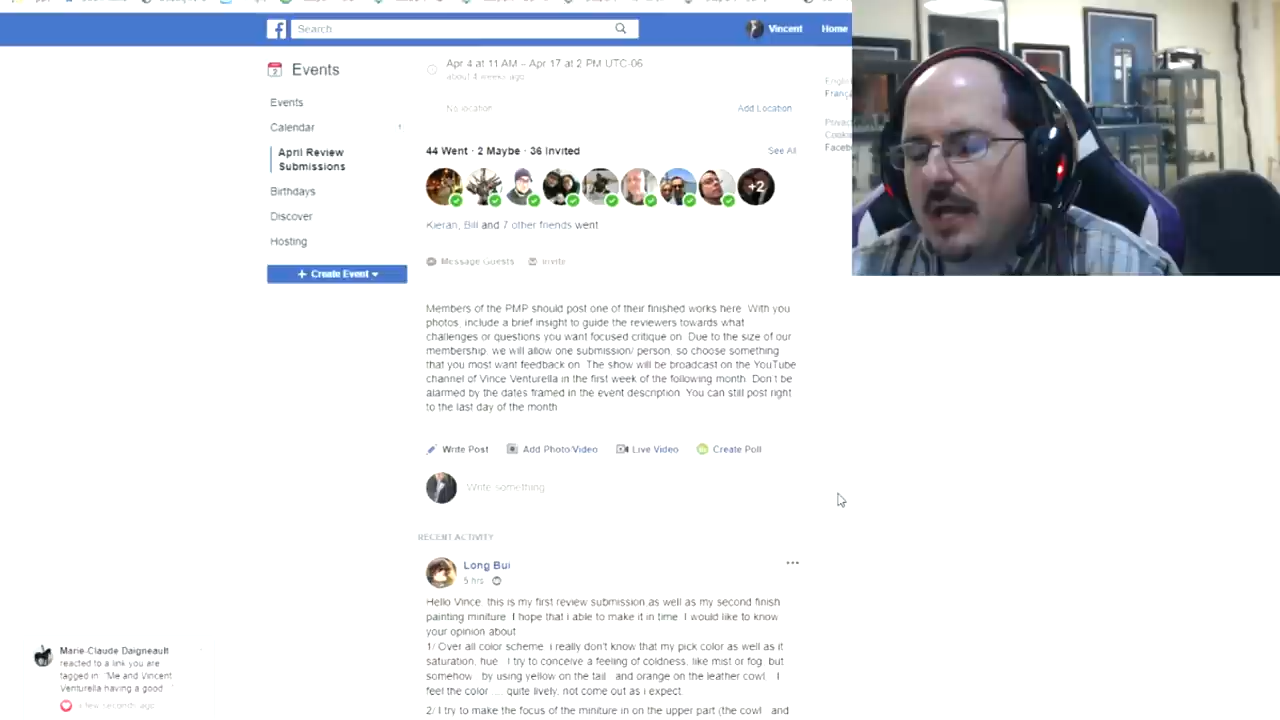 Search
Vincent
Home
Events
Apr 4 at 11 AM – Apr 17 at 2 PM UTC-06
about 4 weeks ago
Events
No location
Add Location
Calendar
1
April Review
Submissions
44 Went · 2 Maybe · 36 Invited
See All
Birthdays
+2
Discover
Kieran, Bill and 7 other friends went
Hosting
Message Guests
Invite
+ Create Event
Members of the PMP should post one of their finished works here. With you
photos, include a brief insight to guide the reviewers towards what
challenges or questions you want focused critique on. Due to the size of our
membership, we will allow one submission/ person, so choose something
that you most want feedback on. The show will be broadcast on the YouTube
channel of Vince Venturella in the first week of the following month. Don't be
alarmed by the dates framed in the event description. You can still post right
to the last day of the month
Write Post
Add Photo/Video
Live Video
Create Poll
Write something
RECENT ACTIVITY
Long Bui
5 hrs
Hello Vince, this is my first review submission as well as my second finish
painting miniture. I hope that i able to make it in time. I would like to know
your opinion about
1/ Over all color scheme, i really don't know that my pick color as well as it
saturation, hue.. I try to conceive a feeling of coldness, like mist or fog, but
somehow, by using yellow on the tail, and orange on the leather cowl... I
feel the color .... quite lively, not come out as i expect.
2/ I try to make the focus of the miniture in on the upper part (the cowl, and
Marie-Claude Daigneault
reacted to a link you are
tagged in: "Me and Vincent
Venturella having a good
a few seconds ago